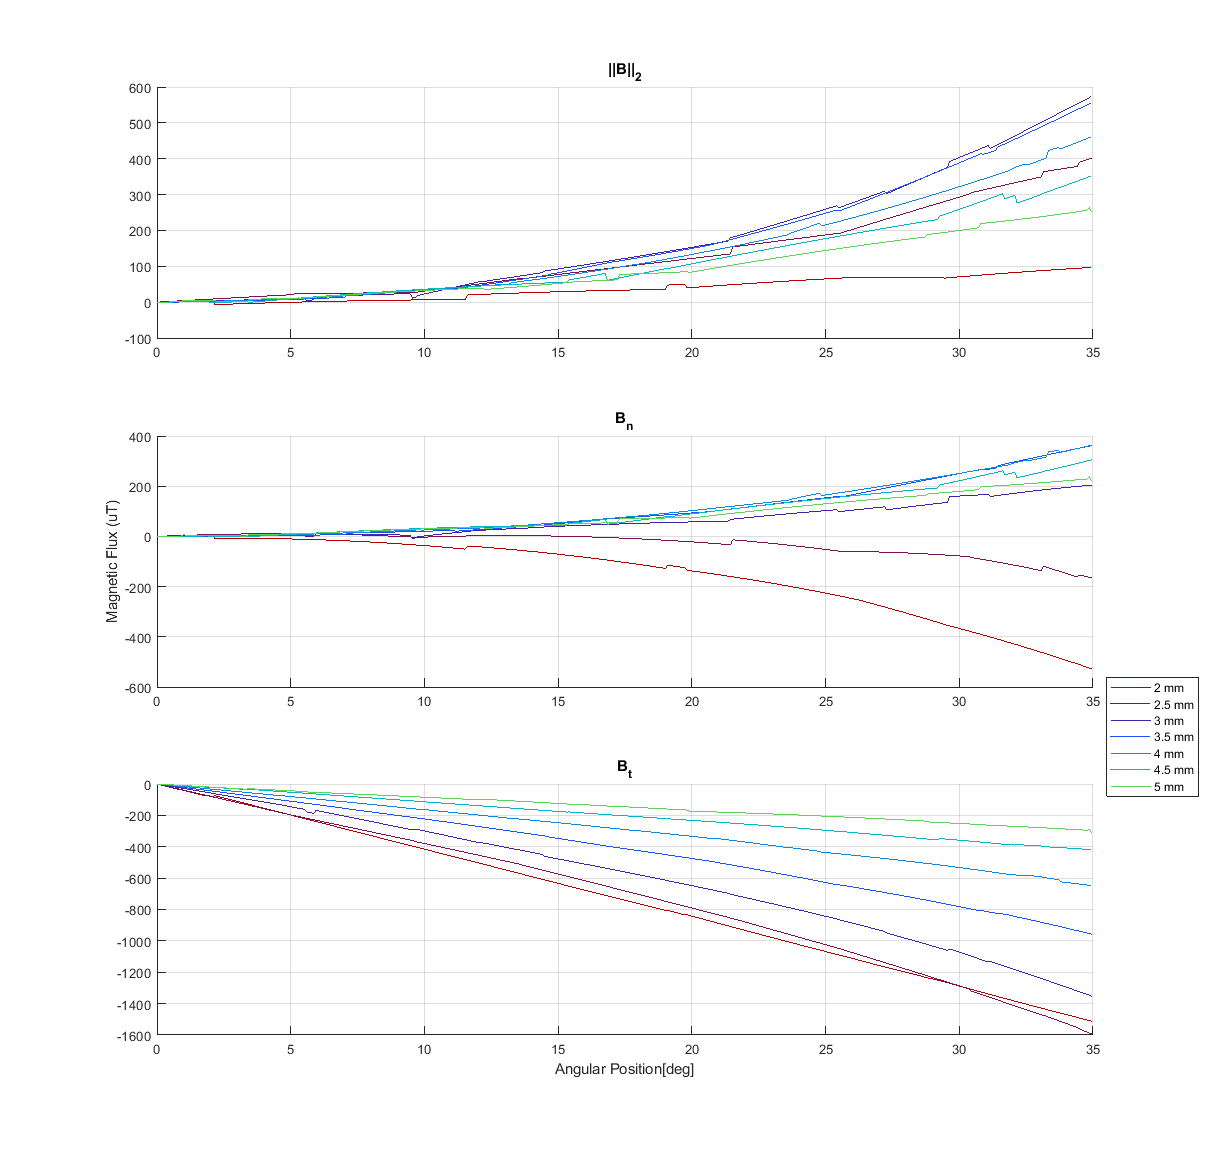 ||B||2
600
500
400
300
200
100
0
-100
0 5 10 15 20 25 30 35
Bn
400
200
0
-200
-400
-600
0 5 10 15 20 25 30 35
Magnetic Flux (uT)
2 mm
2.5 mm
3 mm
3.5 mm
4 mm
4.5 mm
5 mm
Bt
0
-200
-400
-600
-800
-1000
-1200
-1400
-1600
0 5 10 15 20 25 30 35
Angular Position[deg]